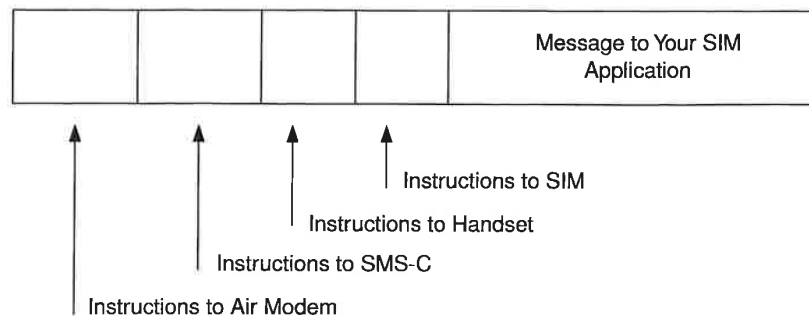 Message to Your SIM
Application
Instructions to SIM
Instructions to Handset
Instructions to SMS-C
Instructions to Air Modem